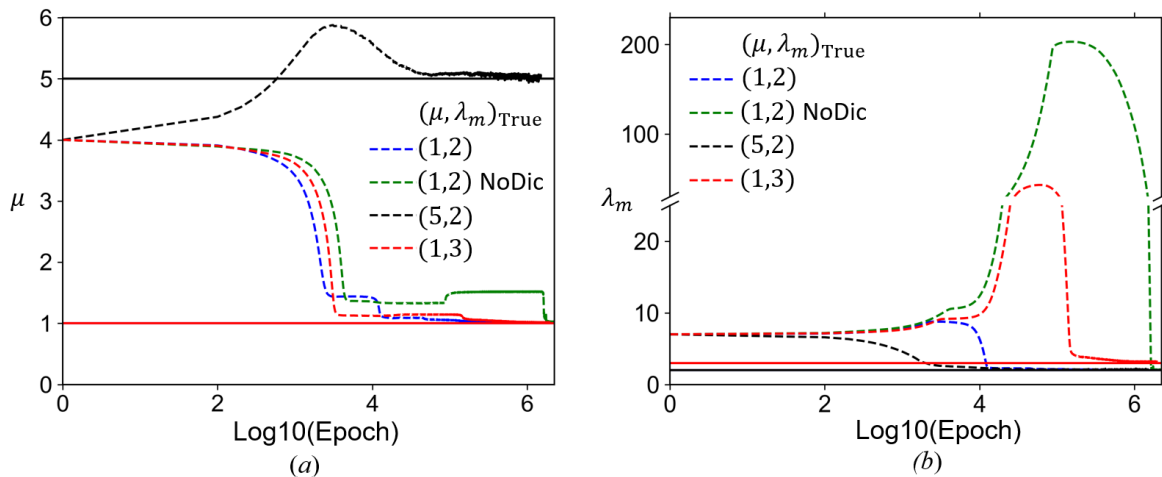 6
5
4
3
2
1
0
μ
(μ, λm)True
(1,2)
(1,2) NoDic
(5,2)
(1,3)
0
2
4
6
Log10(Epoch)
(a)
200
100
λm
20
10
0
(μ, λm)True
(1,2)
(1,2) NoDic
(5,2)
(1,3)
0
2
4
6
Log10(Epoch)
(b)